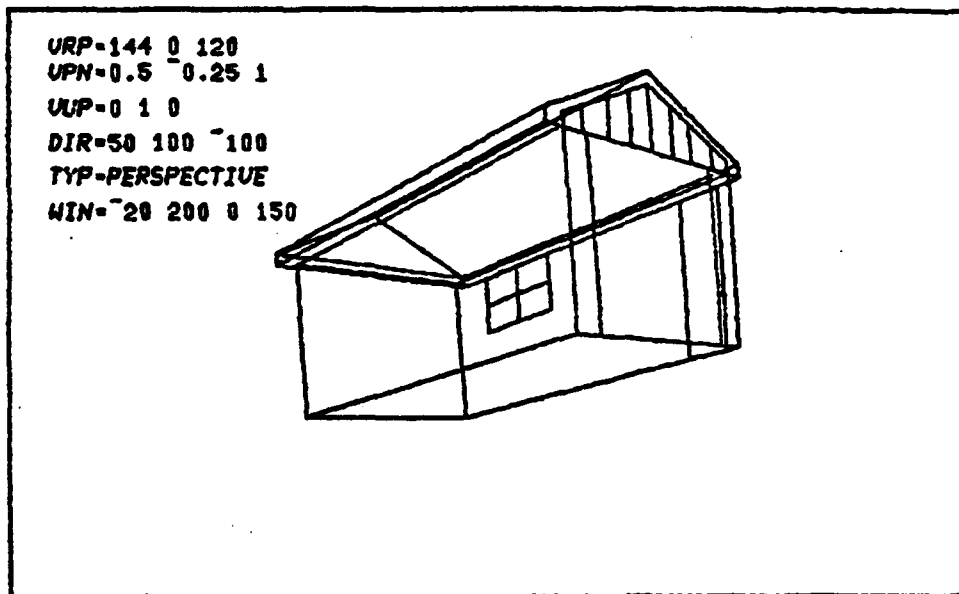 VRP=144 0 120
VPN=0.5 ¯0.25 1
VUP=0 1 0
DIR=50 100 ¯100
TYP=PERSPECTIVE
WIN=¯20 200 0 150